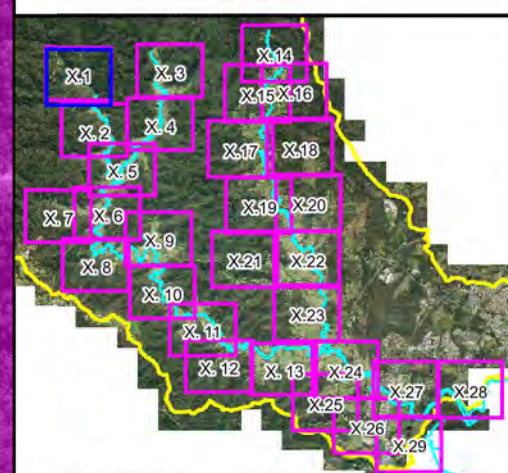 X.1
X. 2
X. 3
X. 4
X. 5
X. 6
X. 7
X. 8
X. 9
X. 10
X. 11
X. 12
X. 13
X.14
X.15
X.16
X.17
X.18
X.19
X.20
X.21
X.22
X.23
X.24
X.25
X.26
X.27
X.28
X.29